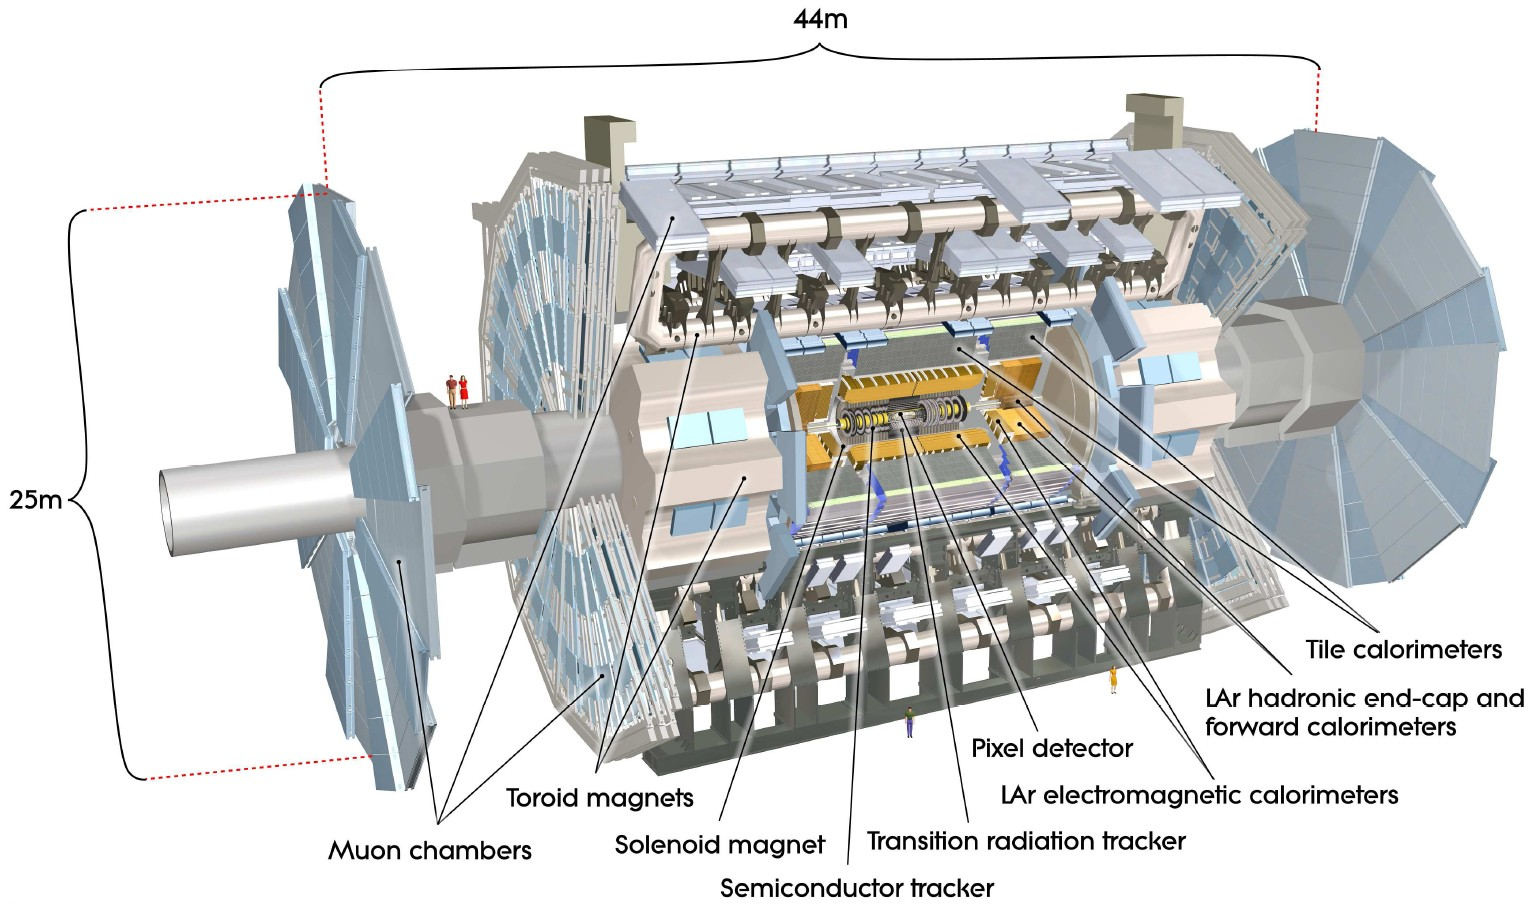 44m
25m
Tile calorimeters
LAr hadronic end-cap and
forward calorimeters
Pixel detector
LAr electromagnetic calorimeters
Toroid magnets
Solenoid magnet
Transition radiation tracker
Muon chambers
Semiconductor tracker